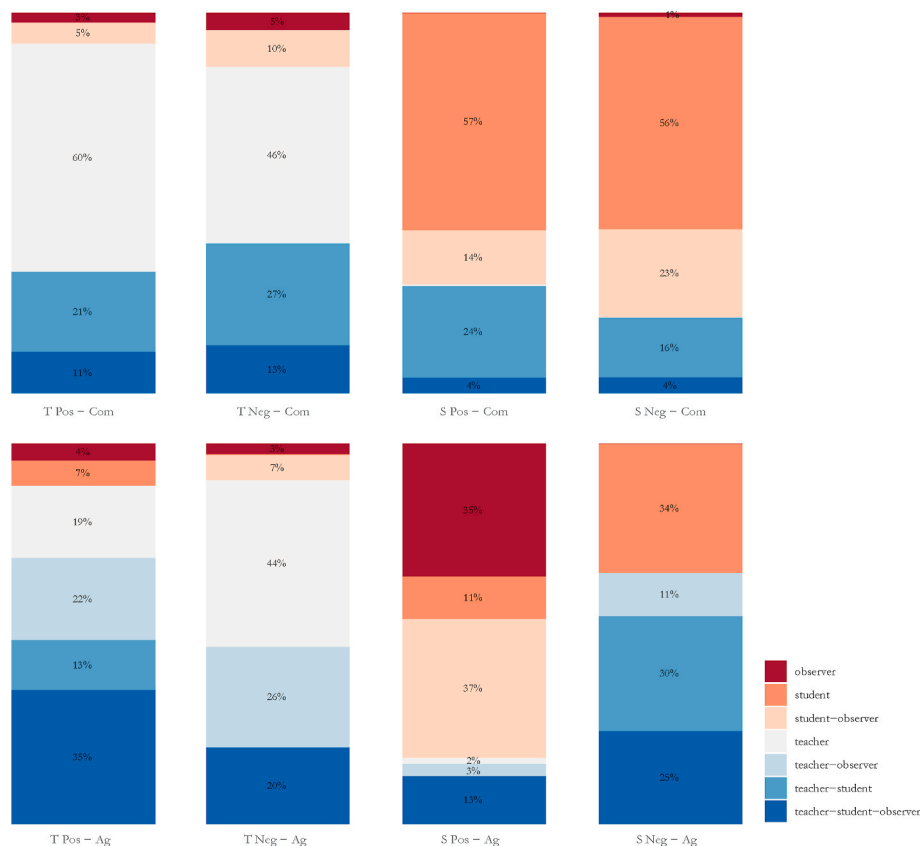 3%
5%
60%
21%
11%
T Pos – Com
5%
10%
46%
27%
13%
T Neg – Com
57%
14%
24%
4%
S Pos – Com
1%
56%
23%
16%
4%
S Neg – Com
4%
7%
19%
22%
13%
35%
T Pos – Ag
3%
7%
44%
26%
20%
T Neg – Ag
35%
11%
37%
2%
3%
13%
S Pos – Ag
34%
11%
30%
25%
S Neg – Ag
observer
student
student–observer
teacher
teacher–observer
teacher–student
teacher–student–observer